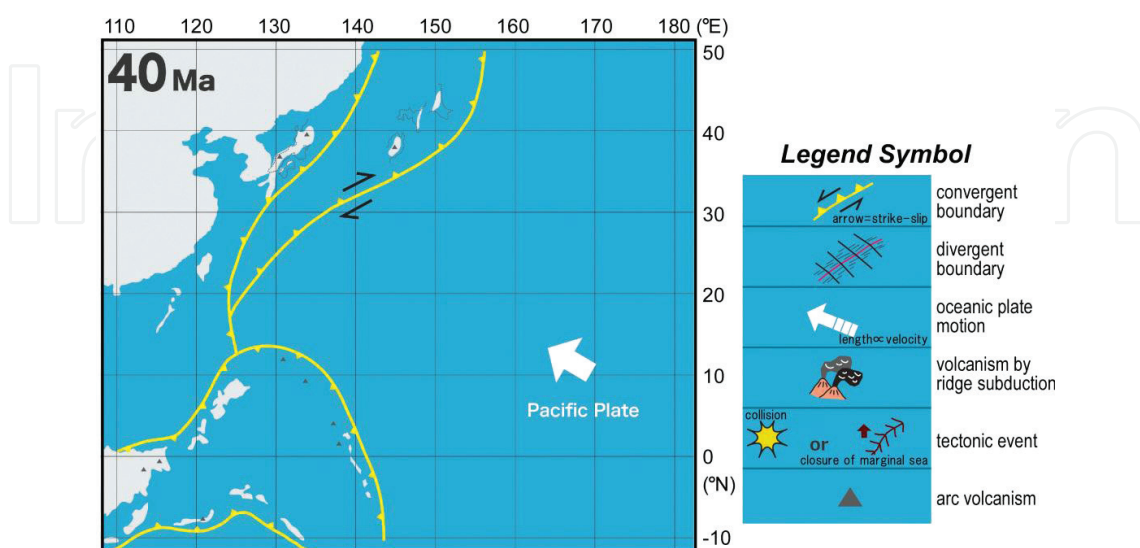 110 120 130 140 150 160 170 180 (°E)
40 Ma
50
40
30
20
10
0
(°N)
-10
Pacific Plate
Legend Symbol
arrow=strike-slip
convergent
boundary
divergent
boundary
length∝velocity
oceanic plate
motion
volcanism by
ridge subduction
collision
or
closure of marginal sea
tectonic event
arc volcanism